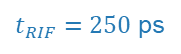 t_RIF = 250 ps